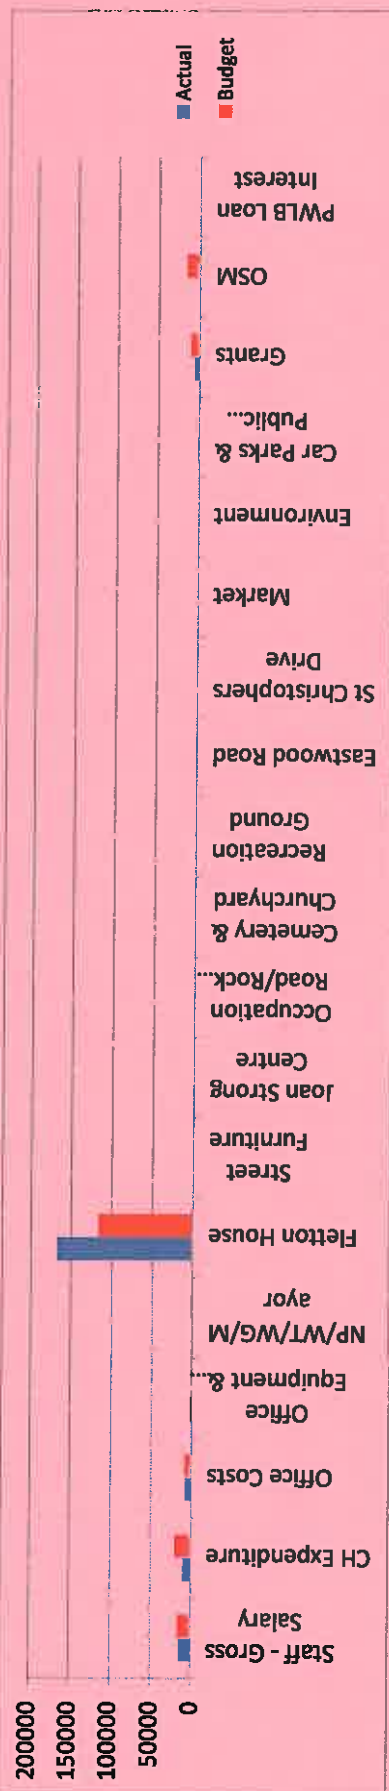 200000
150000
100000
50000
0
Staff - Gross
Salary
CH Expenditure
Office Costs
Office
Equipment &...
NP/WT/WG/M
ayor
Fletton House
Street
Furniture
Joan Strong
Centre
Occupation
Road/Rock...
Cemetery &
Churchyard
Recreation
Ground
Eastwood Road
St Christophers
Drive
Market
Environment
Car Parks &
Public...
Grants
OSM
PWLB Loan
Interest
Actual
Budget